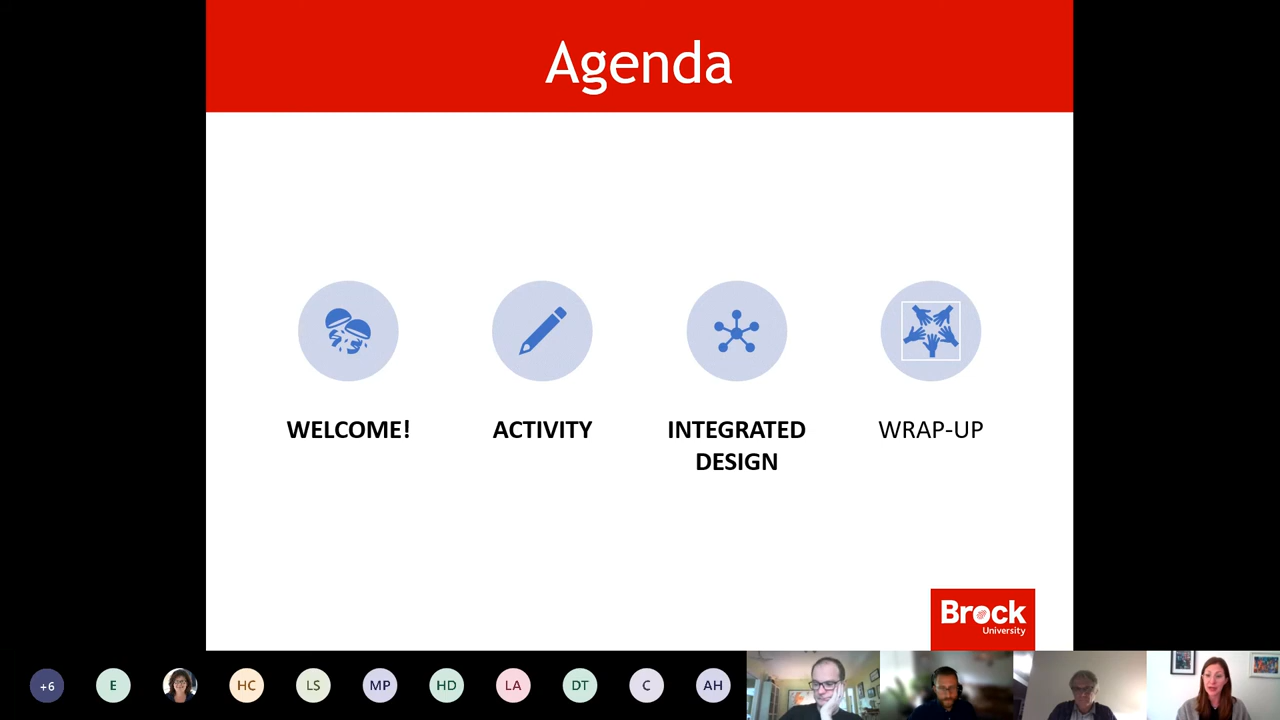 Agenda
WELCOME!
ACTIVITY
INTEGRATED
DESIGN
WRAP-UP
Brock
University
+6
E
HC
LS
MP
HD
LA
DT
C
AH